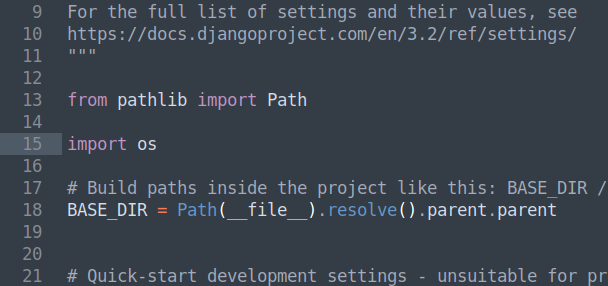 9 For the full list of settings and their values, see
10 https://docs.djangoproject.com/en/3.2/ref/settings/
11 """
12
13 from pathlib import Path
14
15 import os
16
17 # Build paths inside the project like this: BASE_DIR /
18 BASE_DIR = Path(__file__).resolve().parent.parent
19
20
21 # Quick-start development settings - unsuitable for pr